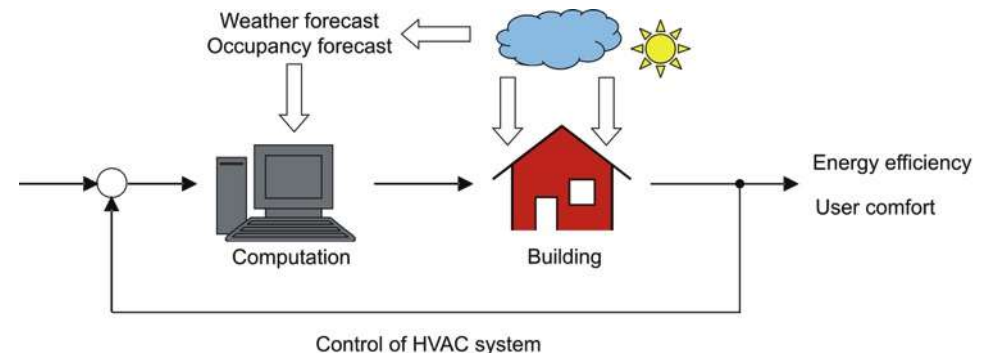 Weather forecast
Occupancy forecast
Energy efficiency
User comfort
Computation
Building
Control of HVAC system